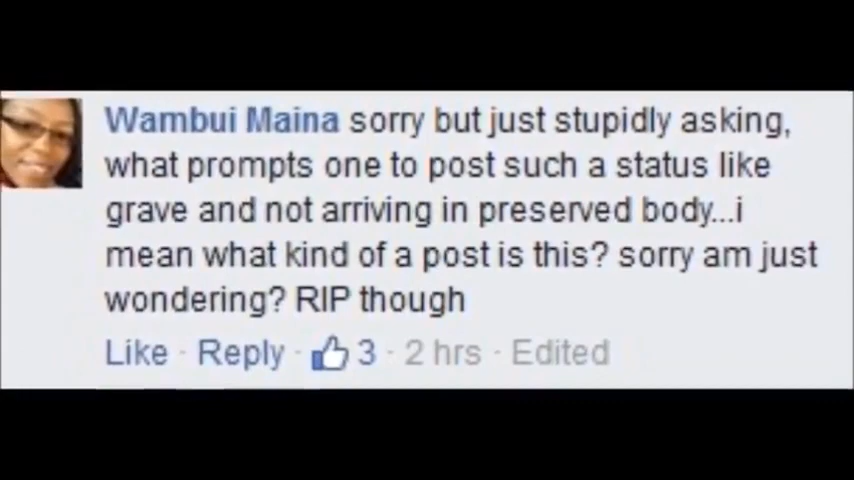 Wambui Maina sorry but just stupidly asking,
what prompts one to post such a status like
grave and not arriving in preserved body...i
mean what kind of a post is this? sorry am just
wondering? RIP though
Like · Reply · 3 · 2 hrs · Edited